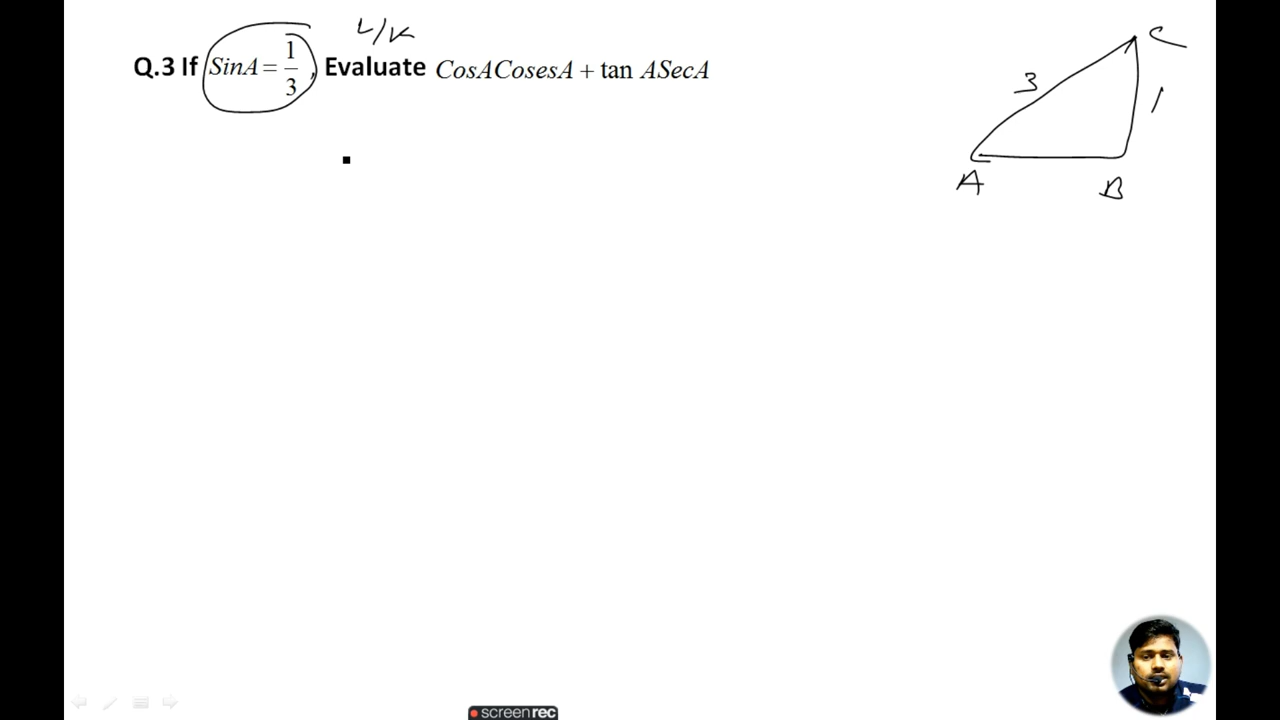 L/K
Q.3 If SinA = 1/3, Evaluate CosACosesA + tan ASecA
C
3
1
A
B
screenrec